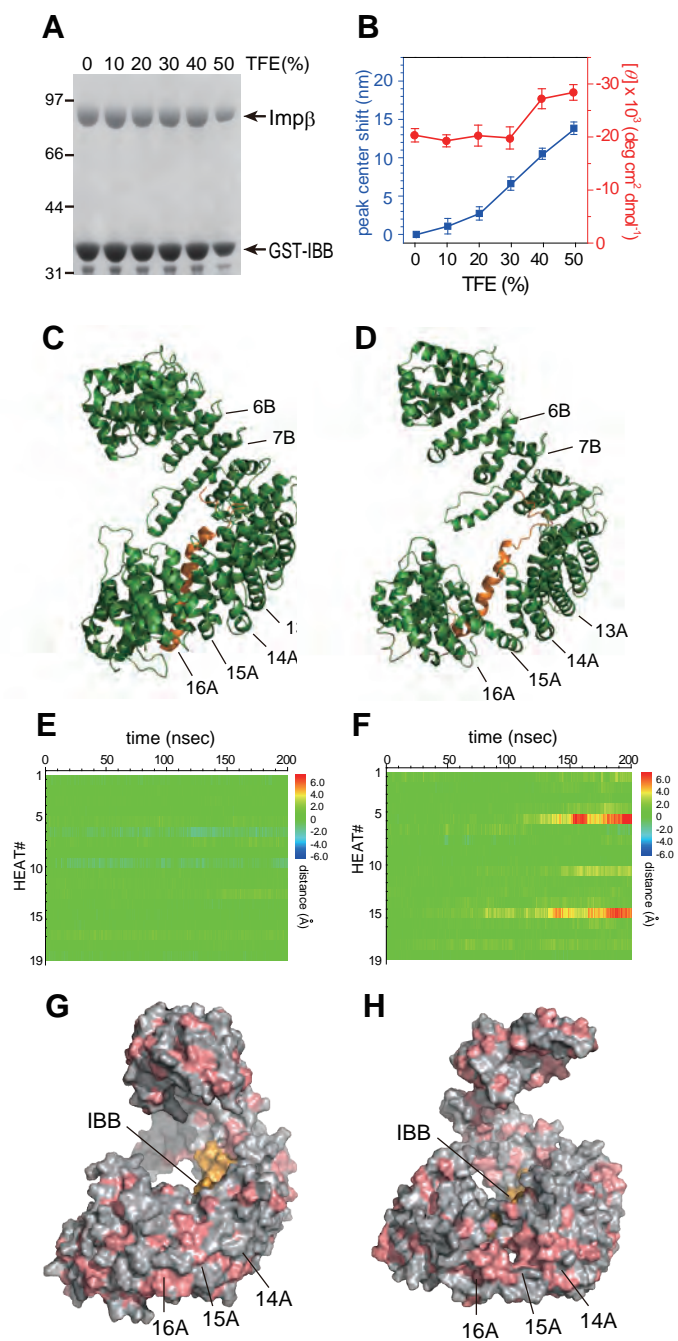 A
0 10 20 30 40 50 TFE(%)
97
66
44
31
Impβ
GST-IBB
B
peak center shift (nm)
20
15
10
5
0
-30
-20
-10
0
[θ] x 10³ (deg cm² dmol⁻¹)
0 10 20 30 40 50
TFE (%)
C
6B
7B
13
14A
15A
16A
D
6B
7B
13A
14A
15A
16A
E
time (nsec)
0 50 100 150 200
HEAT#
1
5
10
15
19
6.0
4.0
2.0
0
-2.0
-4.0
-6.0
distance (Å)
F
time (nsec)
0 50 100 150 200
HEAT#
1
5
10
15
19
6.0
4.0
2.0
0
-2.0
-4.0
-6.0
distance (Å)
G
IBB
16A
15A
14A
H
IBB
16A
15A
14A